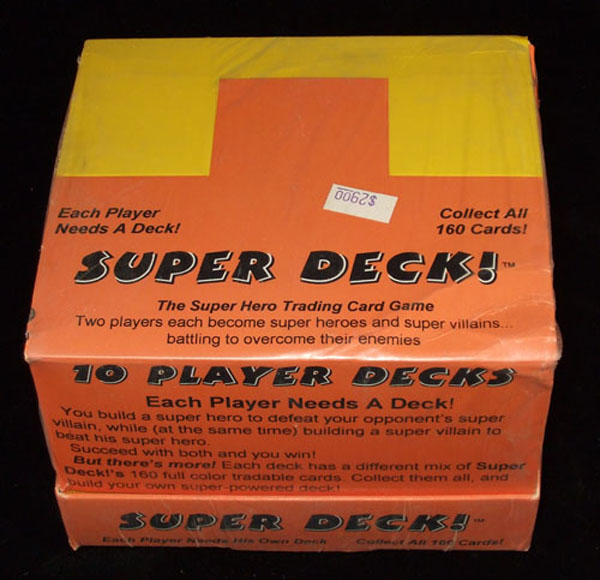 $2900
Each Player
Needs A Deck!
Collect All
160 Cards!
SUPER DECK!™
The Super Hero Trading Card Game
Two players each become super heroes and super villains...
battling to overcome their enemies
10 PLAYER DECKS
Each Player Needs A Deck!
You build a super hero to defeat your opponent's super
villain, while (at the same time) building a super villain to
beat his super hero.
Succeed with both and you win!
But there's more! Each deck has a different mix of Super
Deck!'s 160 full color tradable cards. Collect them all, and
build your own super-powered deck!
SUPER DECK!™
Each Player Needs His Own Deck
Collect All 160 Cards!